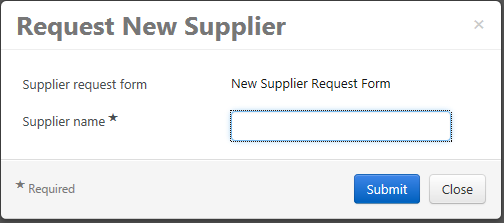 Request New Supplier ×
Supplier request form New Supplier Request Form
Supplier name ★
★ Required Submit Close